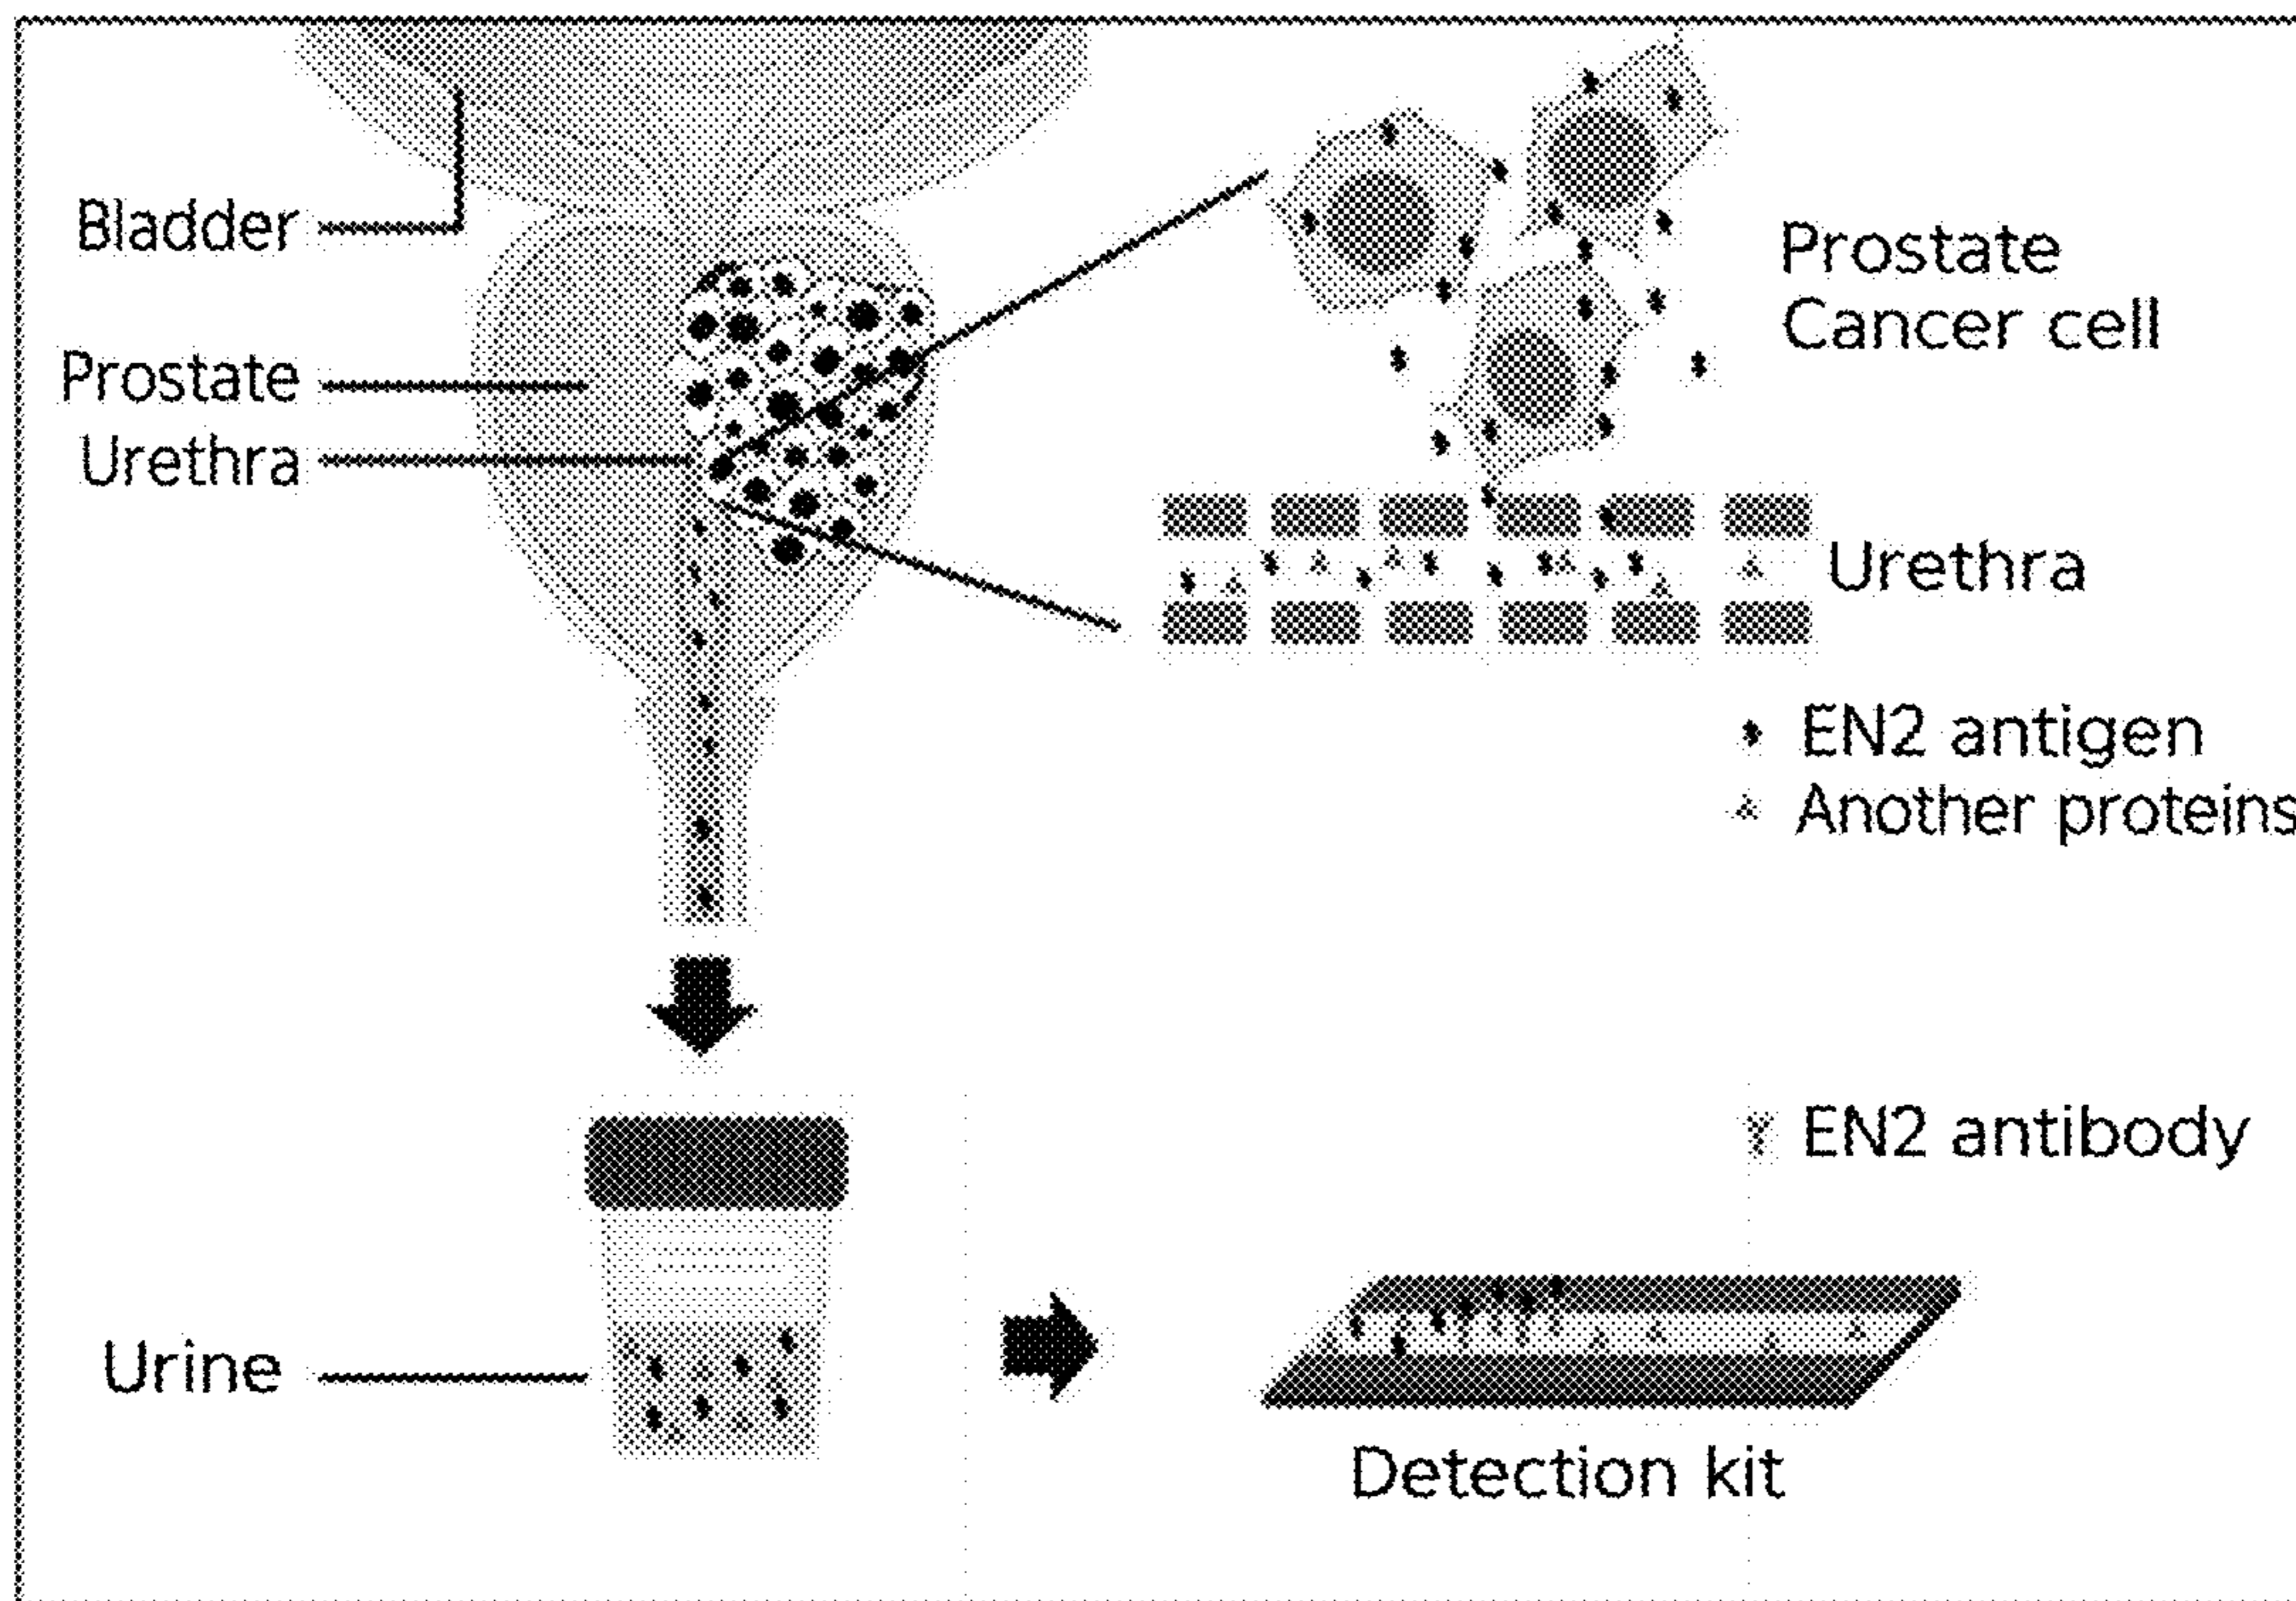 Bladder
Prostate
Urethra
Prostate
Cancer cell
Urethra
EN2 antigen
Another proteins
EN2 antibody
Urine
Detection kit